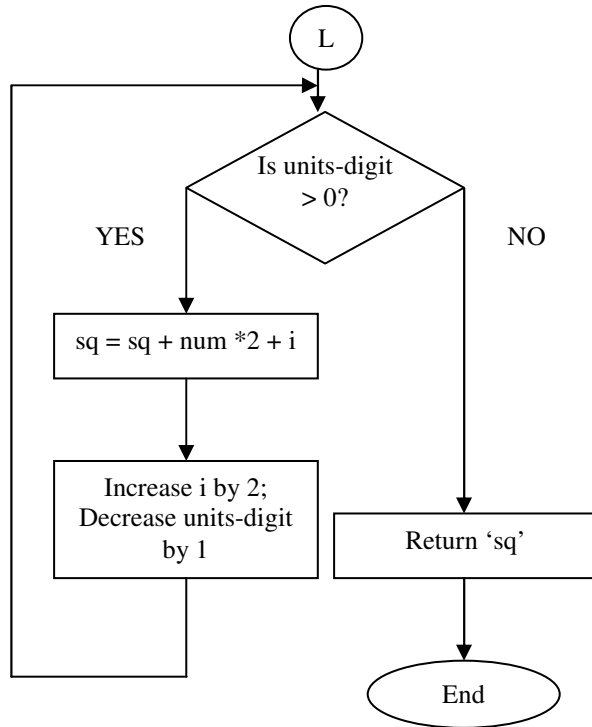 L
Is units-digit
> 0?
YES
NO
sq = sq + num *2 + i
Increase i by 2;
Decrease units-digit
by 1
Return ‘sq’
End